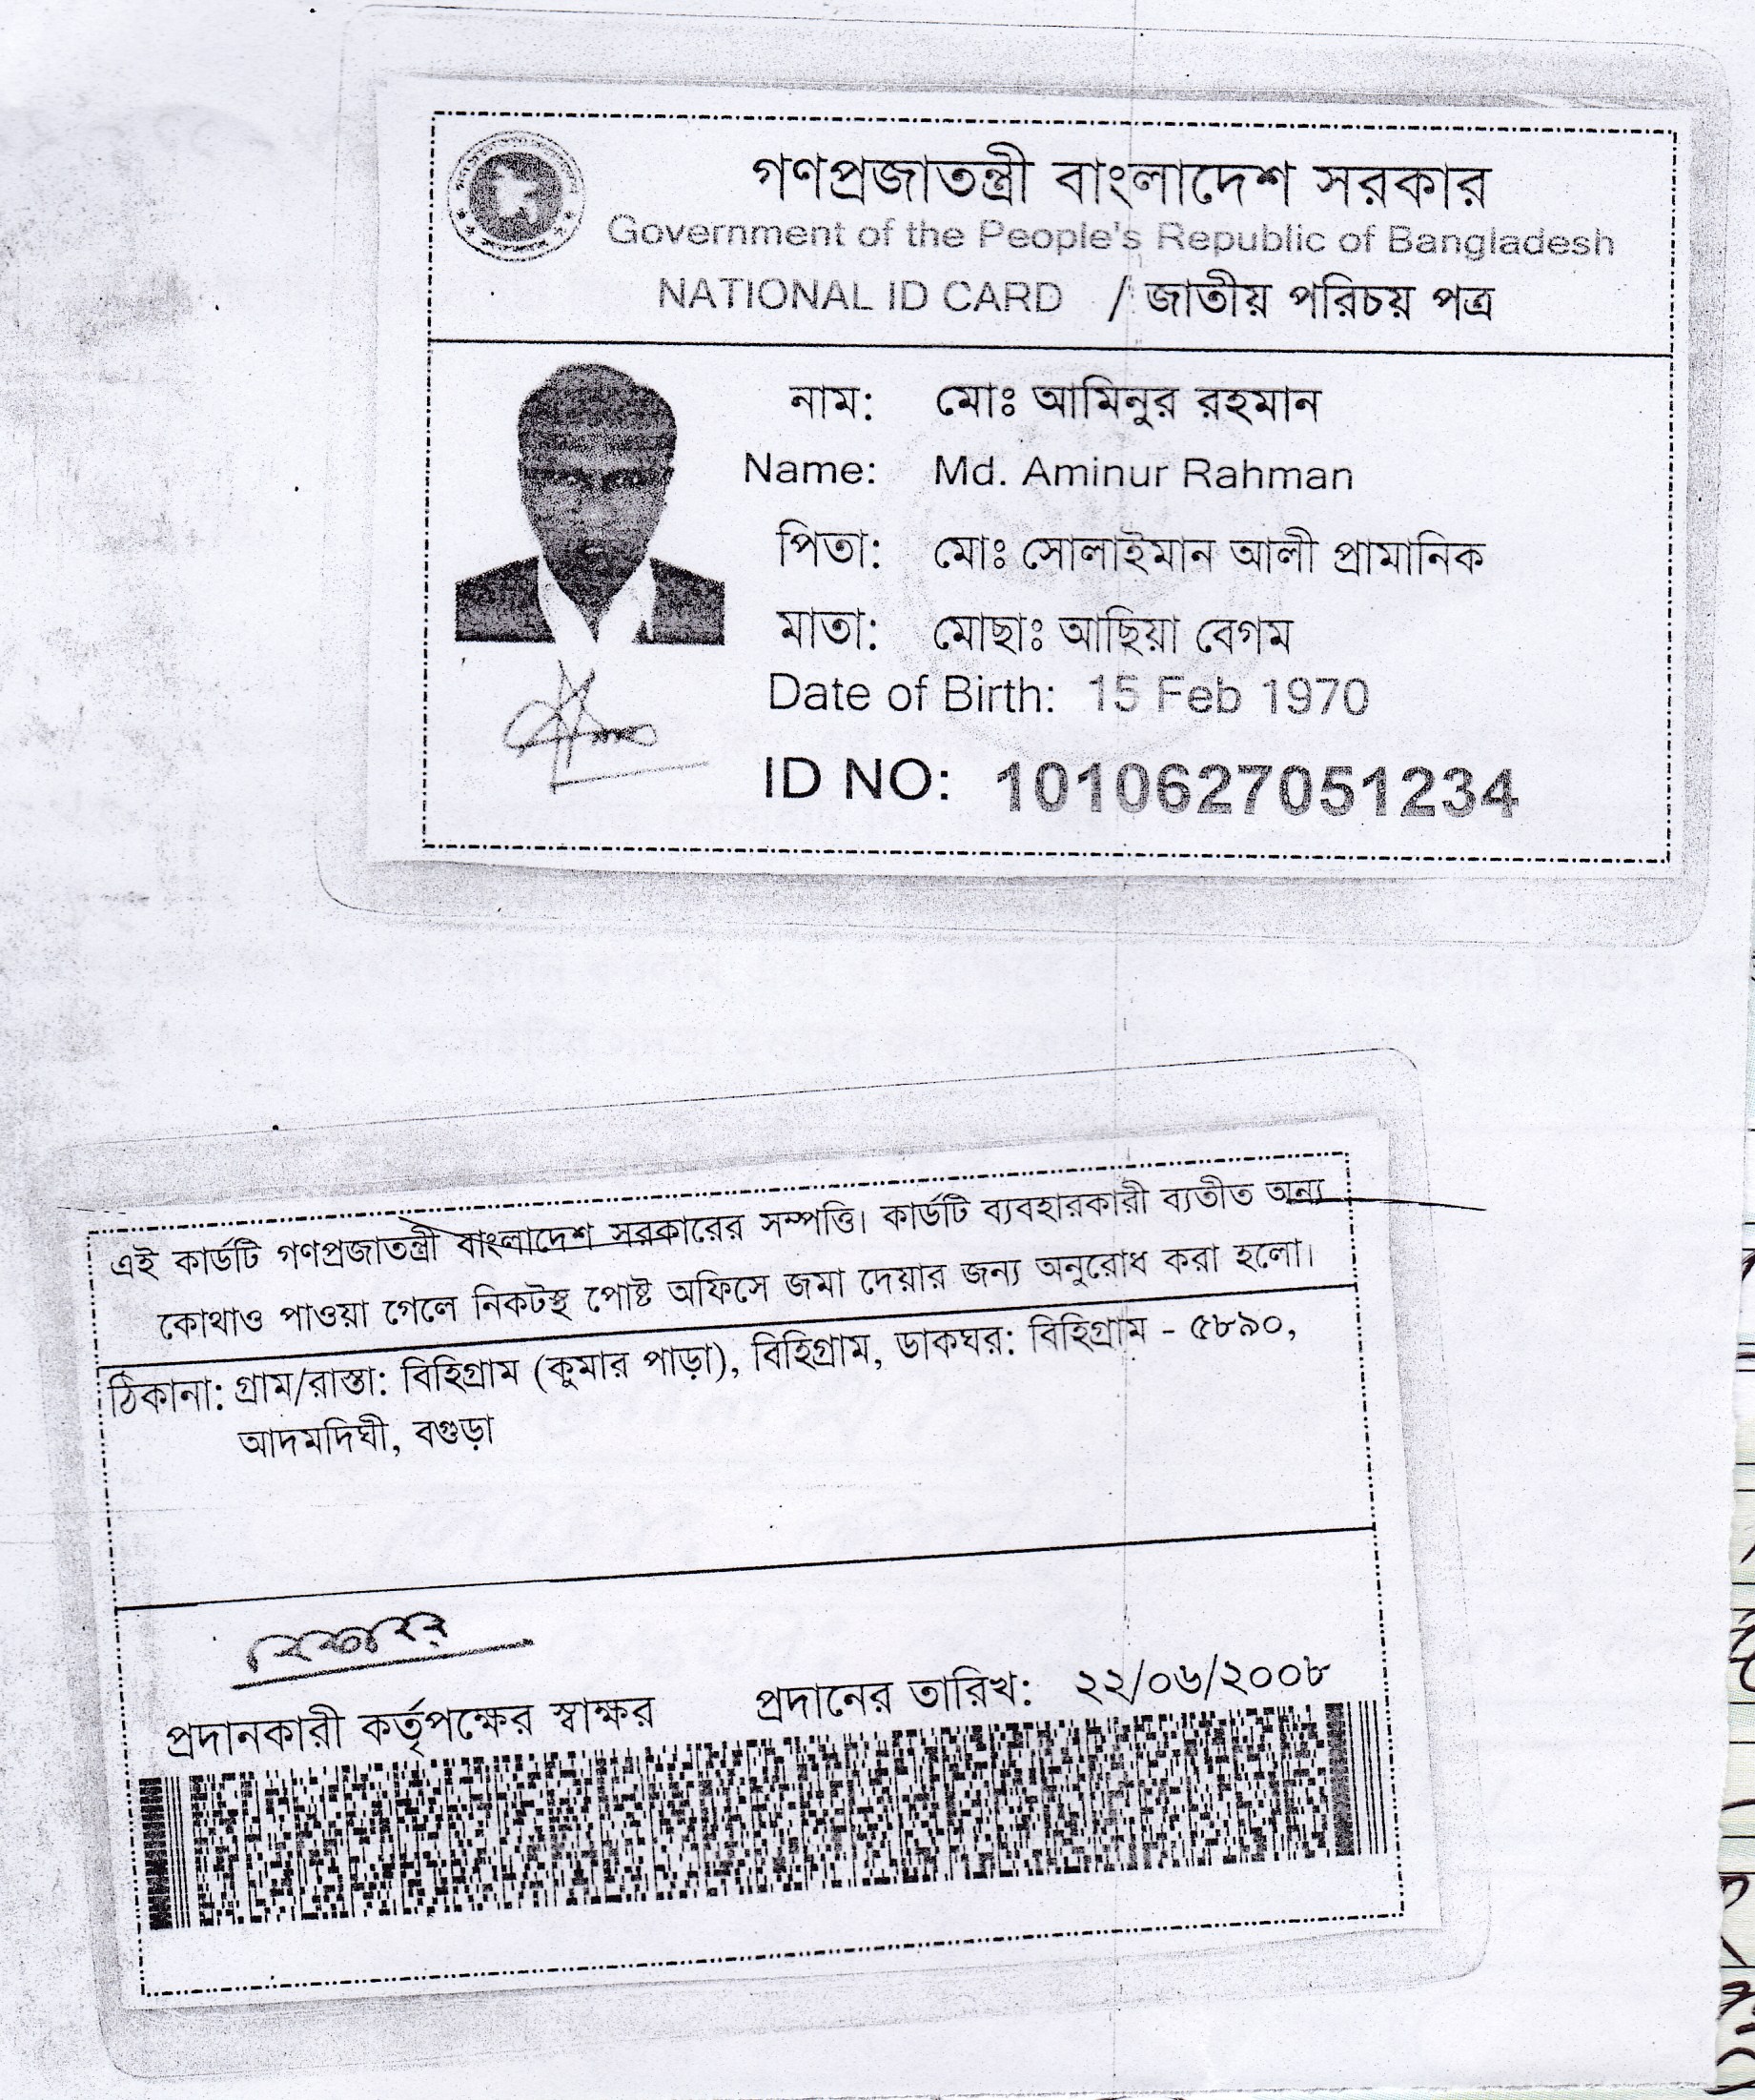 গণপ্রজাতন্ত্রী বাংলাদেশ সরকার
Government of the People's Republic of Bangladesh
NATIONAL ID CARD / জাতীয় পরিচয় পত্র
নাম: মোঃ আমিনুর রহমান
Name: Md. Aminur Rahman
পিতা: মোঃ সোলাইমান আলী প্রামানিক
মাতা: মোছাঃ আছিয়া বেগম
Date of Birth: 15 Feb 1970
ID NO: 1010627051234
এই কার্ডটি গণপ্রজাতন্ত্রী বাংলাদেশ সরকারের সম্পত্তি। কার্ডটি ব্যবহারকারী ব্যতীত অন্য
কোথাও পাওয়া গেলে নিকটস্থ পোষ্ট অফিসে জমা দেয়ার জন্য অনুরোধ করা হলো।
ঠিকানা: গ্রাম/রাস্তা: বিহিগ্রাম (কুমার পাড়া), বিহিগ্রাম, ডাকঘর: বিহিগ্রাম - ৫৮৯০,
আদমদিঘী, বগুড়া
প্রদানকারী কর্তৃপক্ষের স্বাক্ষর প্রদানের তারিখ: ২২/০৬/২০০৮